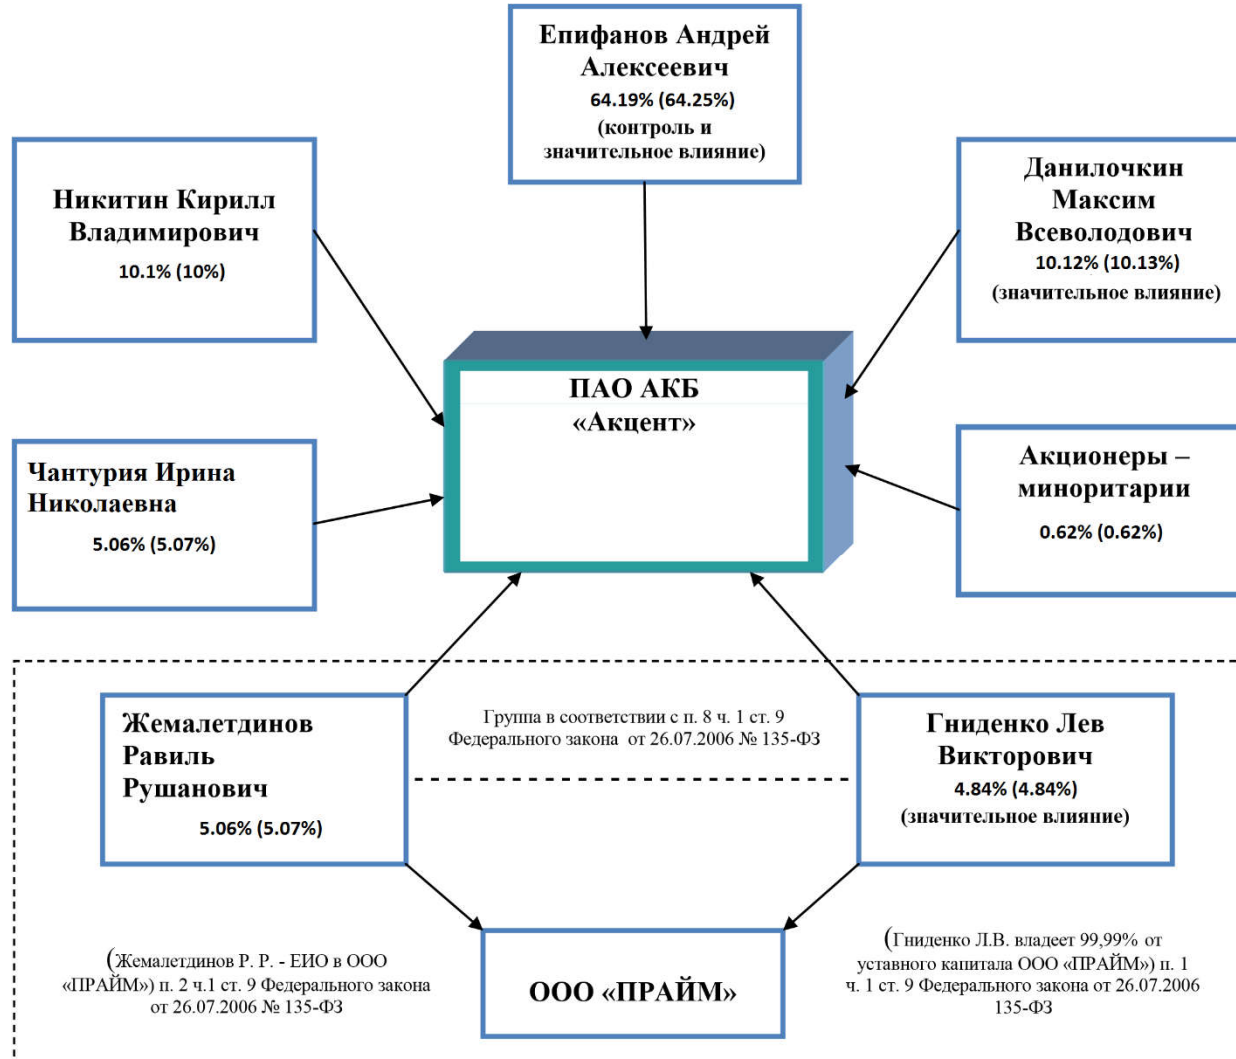 Епифанов Андрей
Алексеевич
64.19% (64.25%)
(контроль и
значительное влияние)
Никитин Кирилл
Владимирович
10.1% (10%)
Данилочкин
Максим
Всеволодович
10.12% (10.13%)
(значительное влияние)
ПАО АКБ
«Акцент»
Чантурия Ирина
Николаевна
5.06% (5.07%)
Акционеры –
миноритарии
0.62% (0.62%)
Жемалетдинов
Равиль
Рушанович
5.06% (5.07%)
Группа в соответствии с п. 8 ч. 1 ст. 9
Федерального закона от 26.07.2006 № 135-ФЗ
Гниденко Лев
Викторович
4.84% (4.84%)
(значительное влияние)
(Жемалетдинов Р. Р. - ЕИО в ООО
«ПРАЙМ») п. 2 ч.1 ст. 9 Федерального закона
от 26.07.2006 № 135-ФЗ
ООО «ПРАЙМ»
(Гниденко Л.В. владеет 99,99% от
уставного капитала ООО «ПРАЙМ») п. 1
ч. 1 ст. 9 Федерального закона от 26.07.2006
135-ФЗ